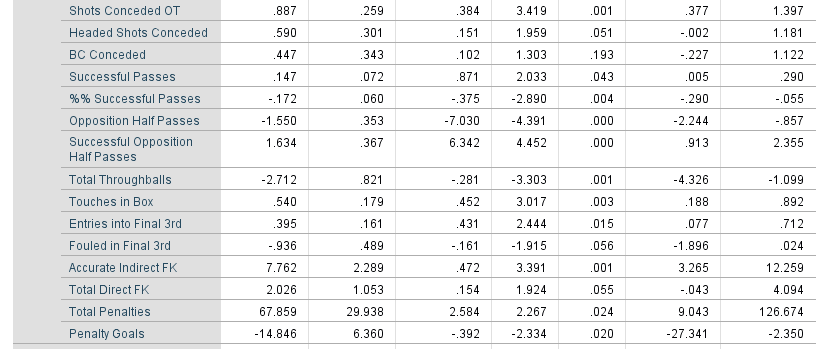 Shots Conceded OT .887 .259 .384 3.419 .001 .377 1.397
Headed Shots Conceded .590 .301 .151 1.959 .051 -.002 1.181
BC Conceded .447 .343 .102 1.303 .193 -.227 1.122
Successful Passes .147 .072 .871 2.033 .043 .005 .290
%% Successful Passes -.172 .060 -.375 -2.890 .004 -.290 -.055
Opposition Half Passes -1.550 .353 -7.030 -4.391 .000 -2.244 -.857
Successful Opposition 1.634 .367 6.342 4.452 .000 .913 2.355
Half Passes
Total Throughballs -2.712 .821 -.281 -3.303 .001 -4.326 -1.099
Touches in Box .540 .179 .452 3.017 .003 .188 .892
Entries into Final 3rd .395 .161 .431 2.444 .015 .077 .712
Fouled in Final 3rd -.936 .489 -.161 -1.915 .056 -1.896 .024
Accurate Indirect FK 7.762 2.289 .472 3.391 .001 3.265 12.259
Total Direct FK 2.026 1.053 .154 1.924 .055 -.043 4.094
Total Penalties 67.859 29.938 2.584 2.267 .024 9.043 126.674
Penalty Goals -14.846 6.360 -.392 -2.334 .020 -27.341 -2.350